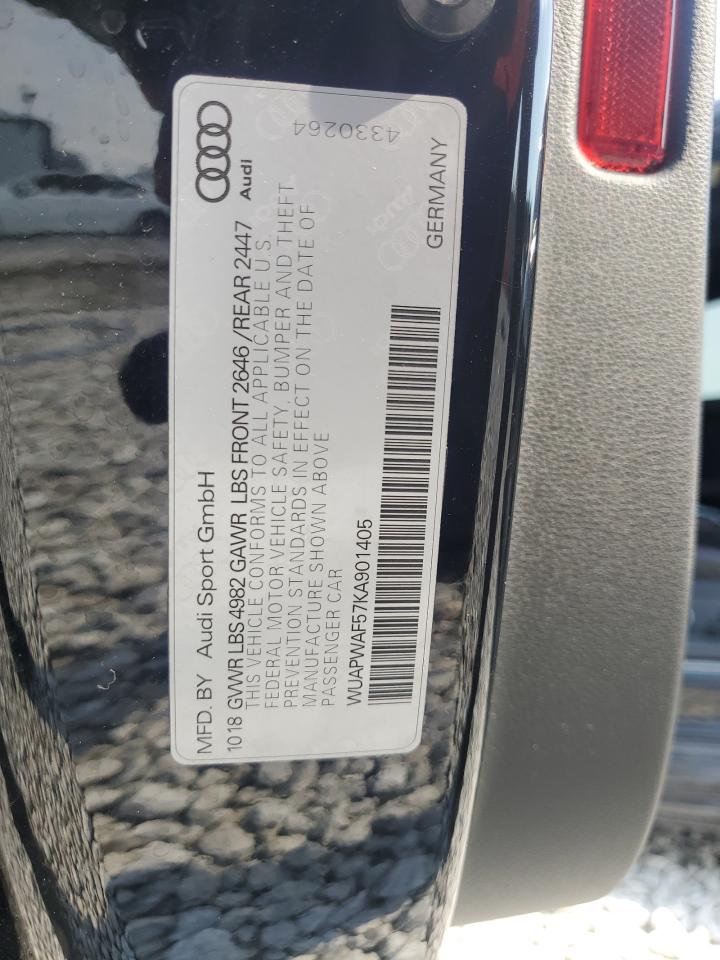 MFD. BY Audi Sport GmbH
1018 GVWR LBS 4982 GAWR LBS FRONT 2646 /REAR 2447
THIS VEHICLE CONFORMS TO ALL APPLICABLE U.S.
FEDERAL MOTOR VEHICLE SAFETY, BUMPER AND THEFT
PREVENTION STANDARDS IN EFFECT ON THE DATE OF
MANUFACTURE SHOWN ABOVE
PASSENGER CAR
WUAPWAF57KA901405
Audi
4330264
GERMANY